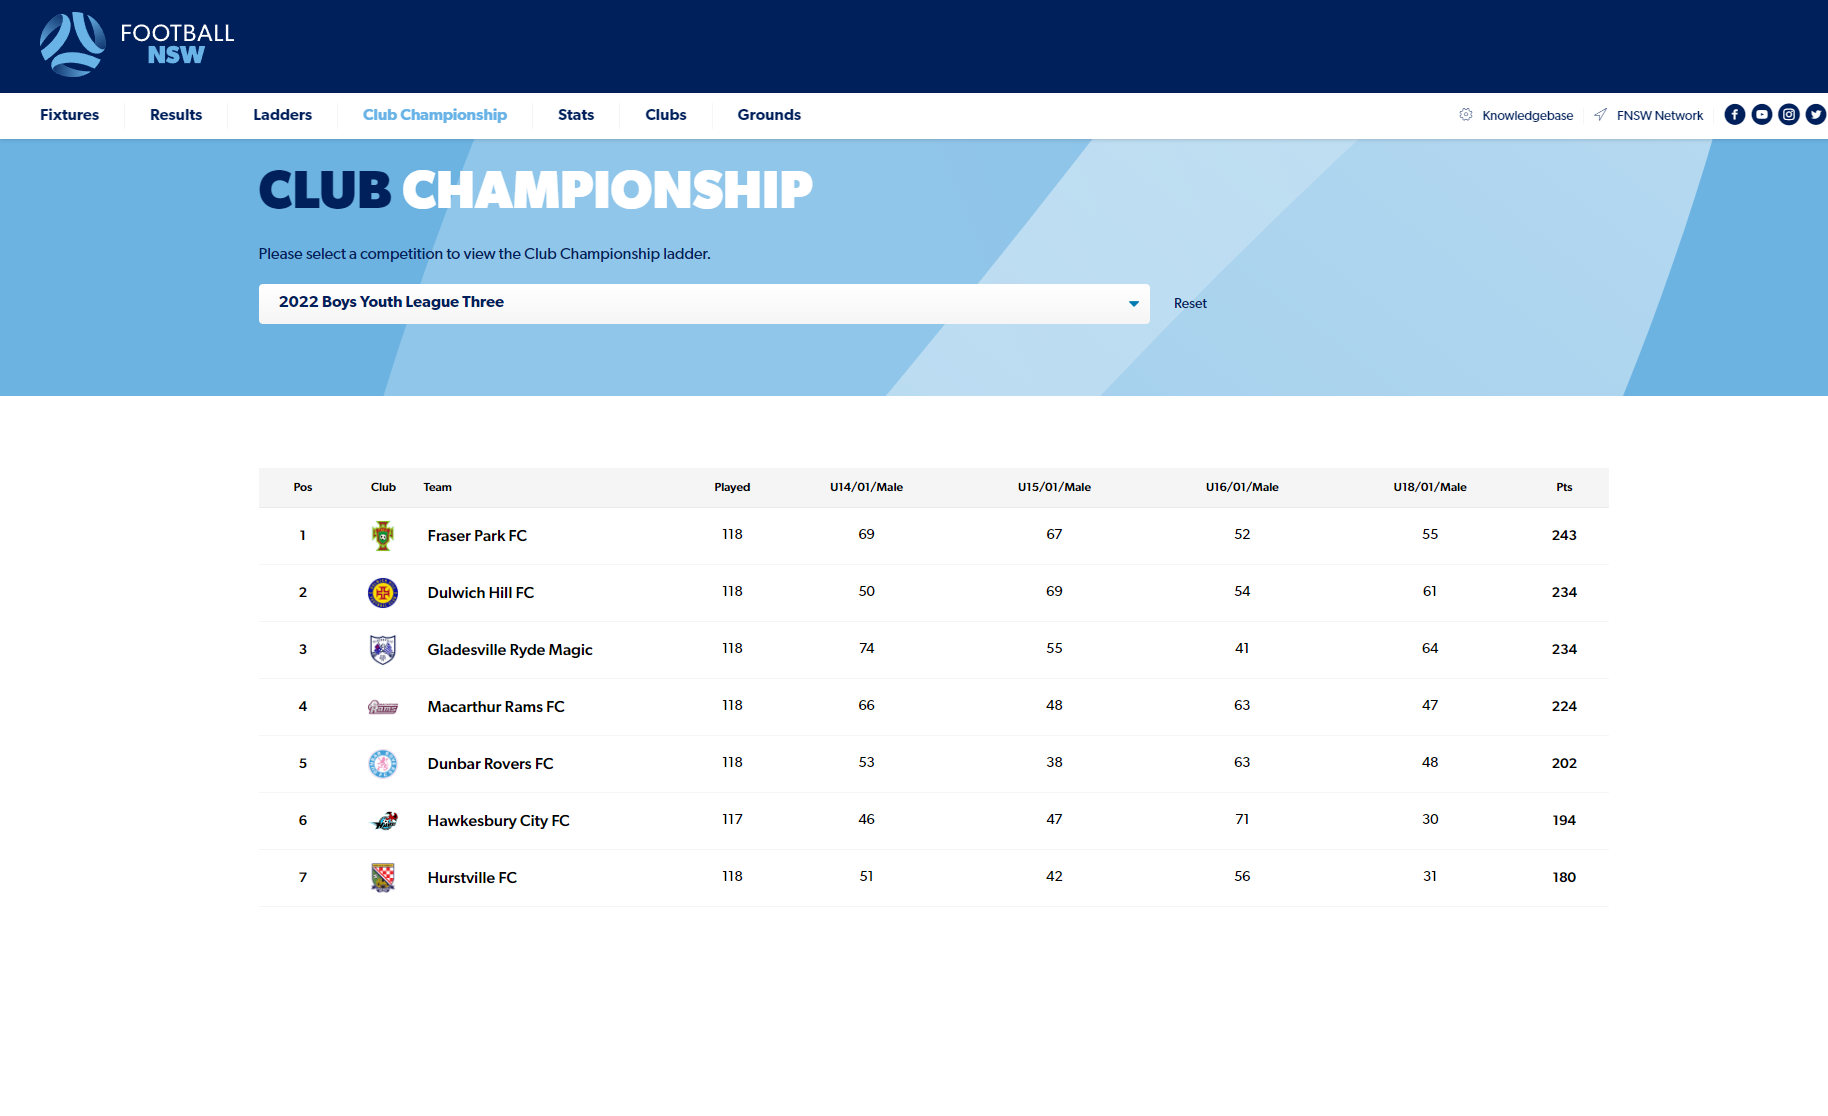 FOOTBALL
NSW
Fixtures Results Ladders Club Championship Stats Clubs Grounds Knowledgebase FNSW Network
CLUB CHAMPIONSHIP
Please select a competition to view the Club Championship ladder.
2022 Boys Youth League Three Reset
Pos Club Team Played U14/01/Male U15/01/Male U16/01/Male U18/01/Male Pts
1 Fraser Park FC 118 69 67 52 55 243
2 Dulwich Hill FC 118 50 69 54 61 234
3 Gladesville Ryde Magic 118 74 55 41 64 234
4 Macarthur Rams FC 118 66 48 63 47 224
5 Dunbar Rovers FC 118 53 38 63 48 202
6 Hawkesbury City FC 117 46 47 71 30 194
7 Hurstville FC 118 51 42 56 31 180